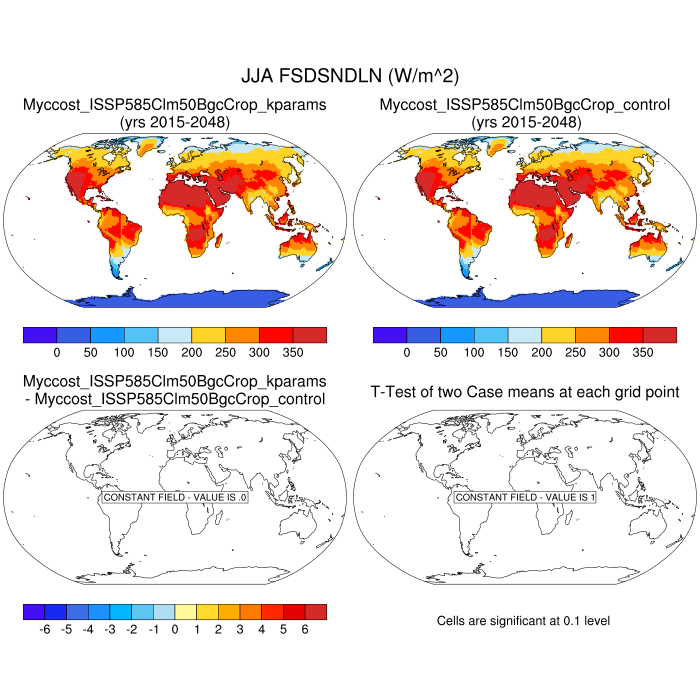 JJA FSDSNDLN (W/m^2)
Myccost_ISSP585Clm50BgcCrop_kparams
(yrs 2015-2048)
Myccost_ISSP585Clm50BgcCrop_control
(yrs 2015-2048)
0 50 100 150 200 250 300 350
0 50 100 150 200 250 300 350
Myccost_ISSP585Clm50BgcCrop_kparams
- Myccost_ISSP585Clm50BgcCrop_control
T-Test of two Case means at each grid point
CONSTANT FIELD - VALUE IS .0
CONSTANT FIELD - VALUE IS 1
-6 -5 -4 -3 -2 -1 0 1 2 3 4 5 6
Cells are significant at 0.1 level